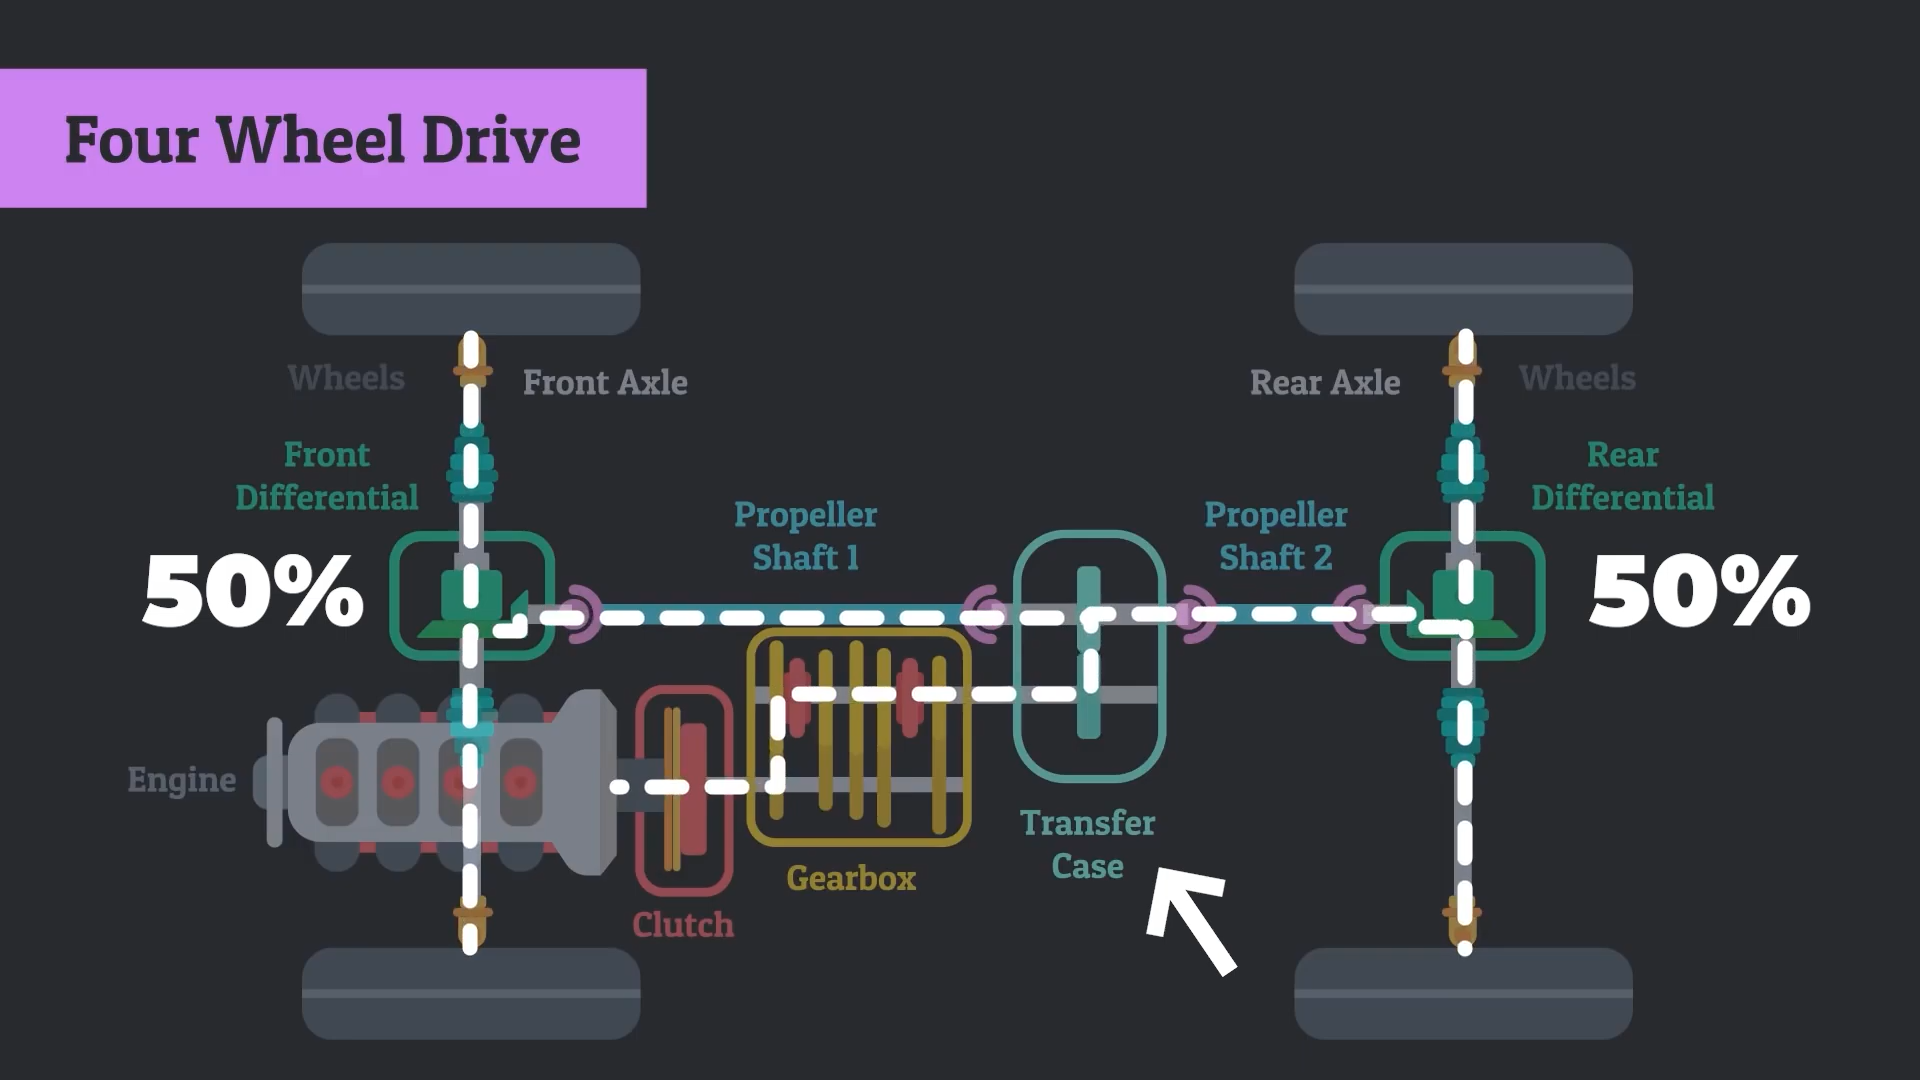 Four Wheel Drive
Wheels
Front Axle
Rear Axle
Wheels
Front
Differential
Rear
Differential
Propeller
Shaft 1
Propeller
Shaft 2
50%
50%
Engine
Transfer
Case
Gearbox
Clutch